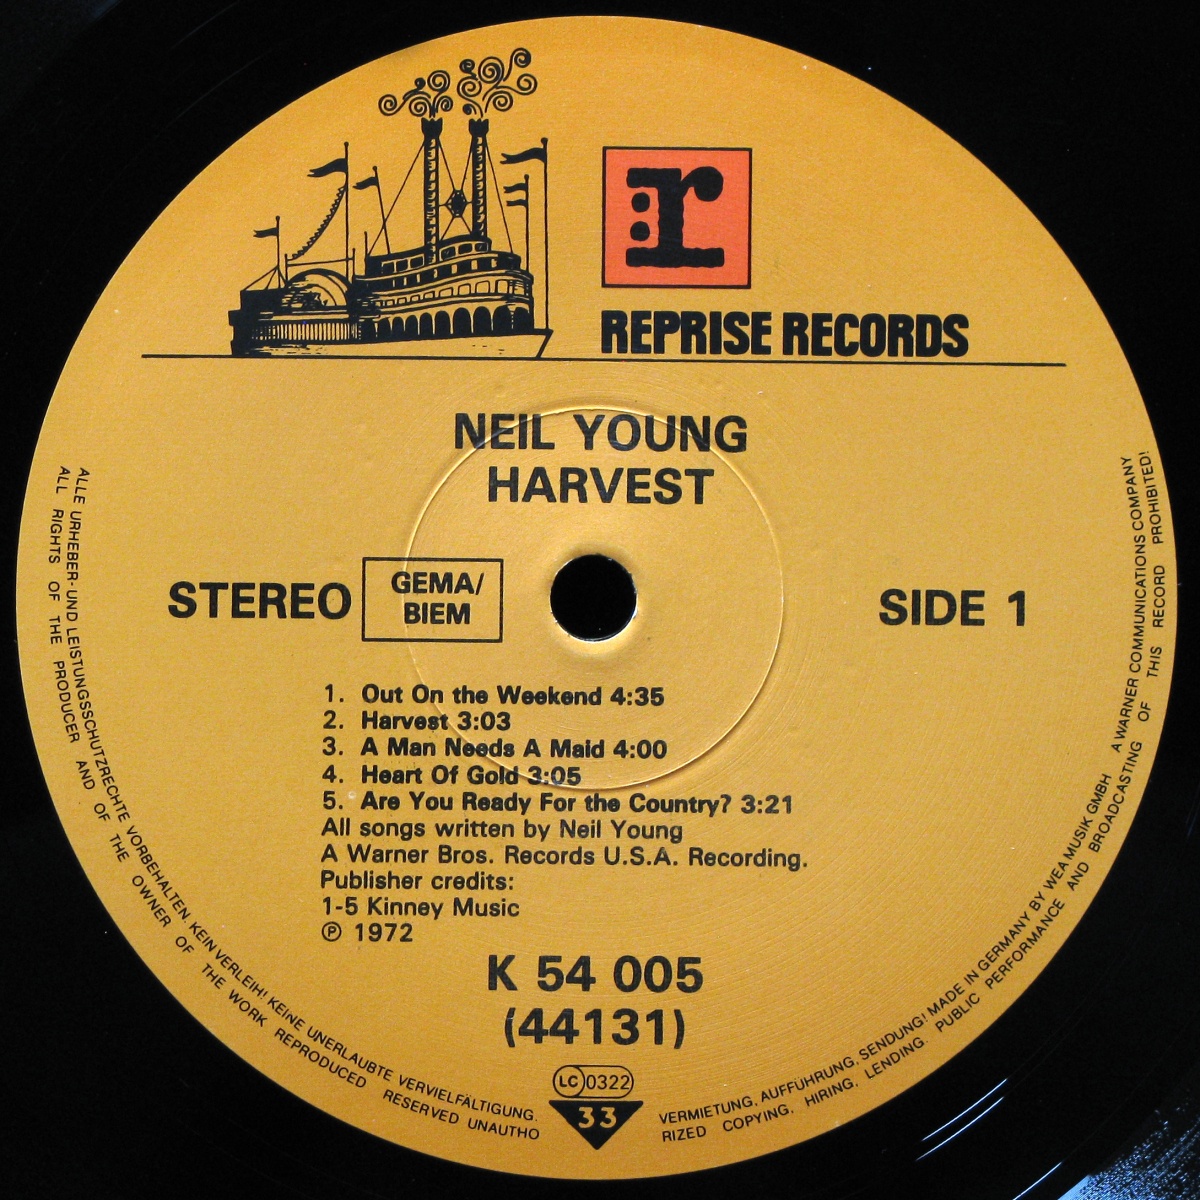 r
REPRISE RECORDS
NEIL YOUNG
HARVEST
STEREO
GEMA/
BIEM
SIDE 1
1. Out On the Weekend 4:35
2. Harvest 3:03
3. A Man Needs A Maid 4:00
4. Heart Of Gold 3:05
5. Are You Ready For the Country? 3:21
All songs written by Neil Young
A Warner Bros. Records U.S.A. Recording.
Publisher credits:
1-5 Kinney Music
℗ 1972
K 54 005
(44131)
LC 0322
33
ALLE URHEBER- UND LEISTUNGSSCHUTZRECHTE VORBEHALTEN. KEIN VERLEIH! KEINE UNERLAUBTE VERVIELFÄLTIGUNG. VERMIETUNG, AUFFÜHRUNG, SENDUNG! MADE IN GERMANY BY WEA MUSIK GMBH A WARNER COMMUNICATIONS COMPANY
ALL RIGHTS OF THE PRODUCER AND OF THE OWNER OF THE WORK REPRODUCED RESERVED UNAUTHORIZED COPYING, HIRING, LENDING, PUBLIC PERFORMANCE AND BROADCASTING OF THIS RECORD PROHIBITED!